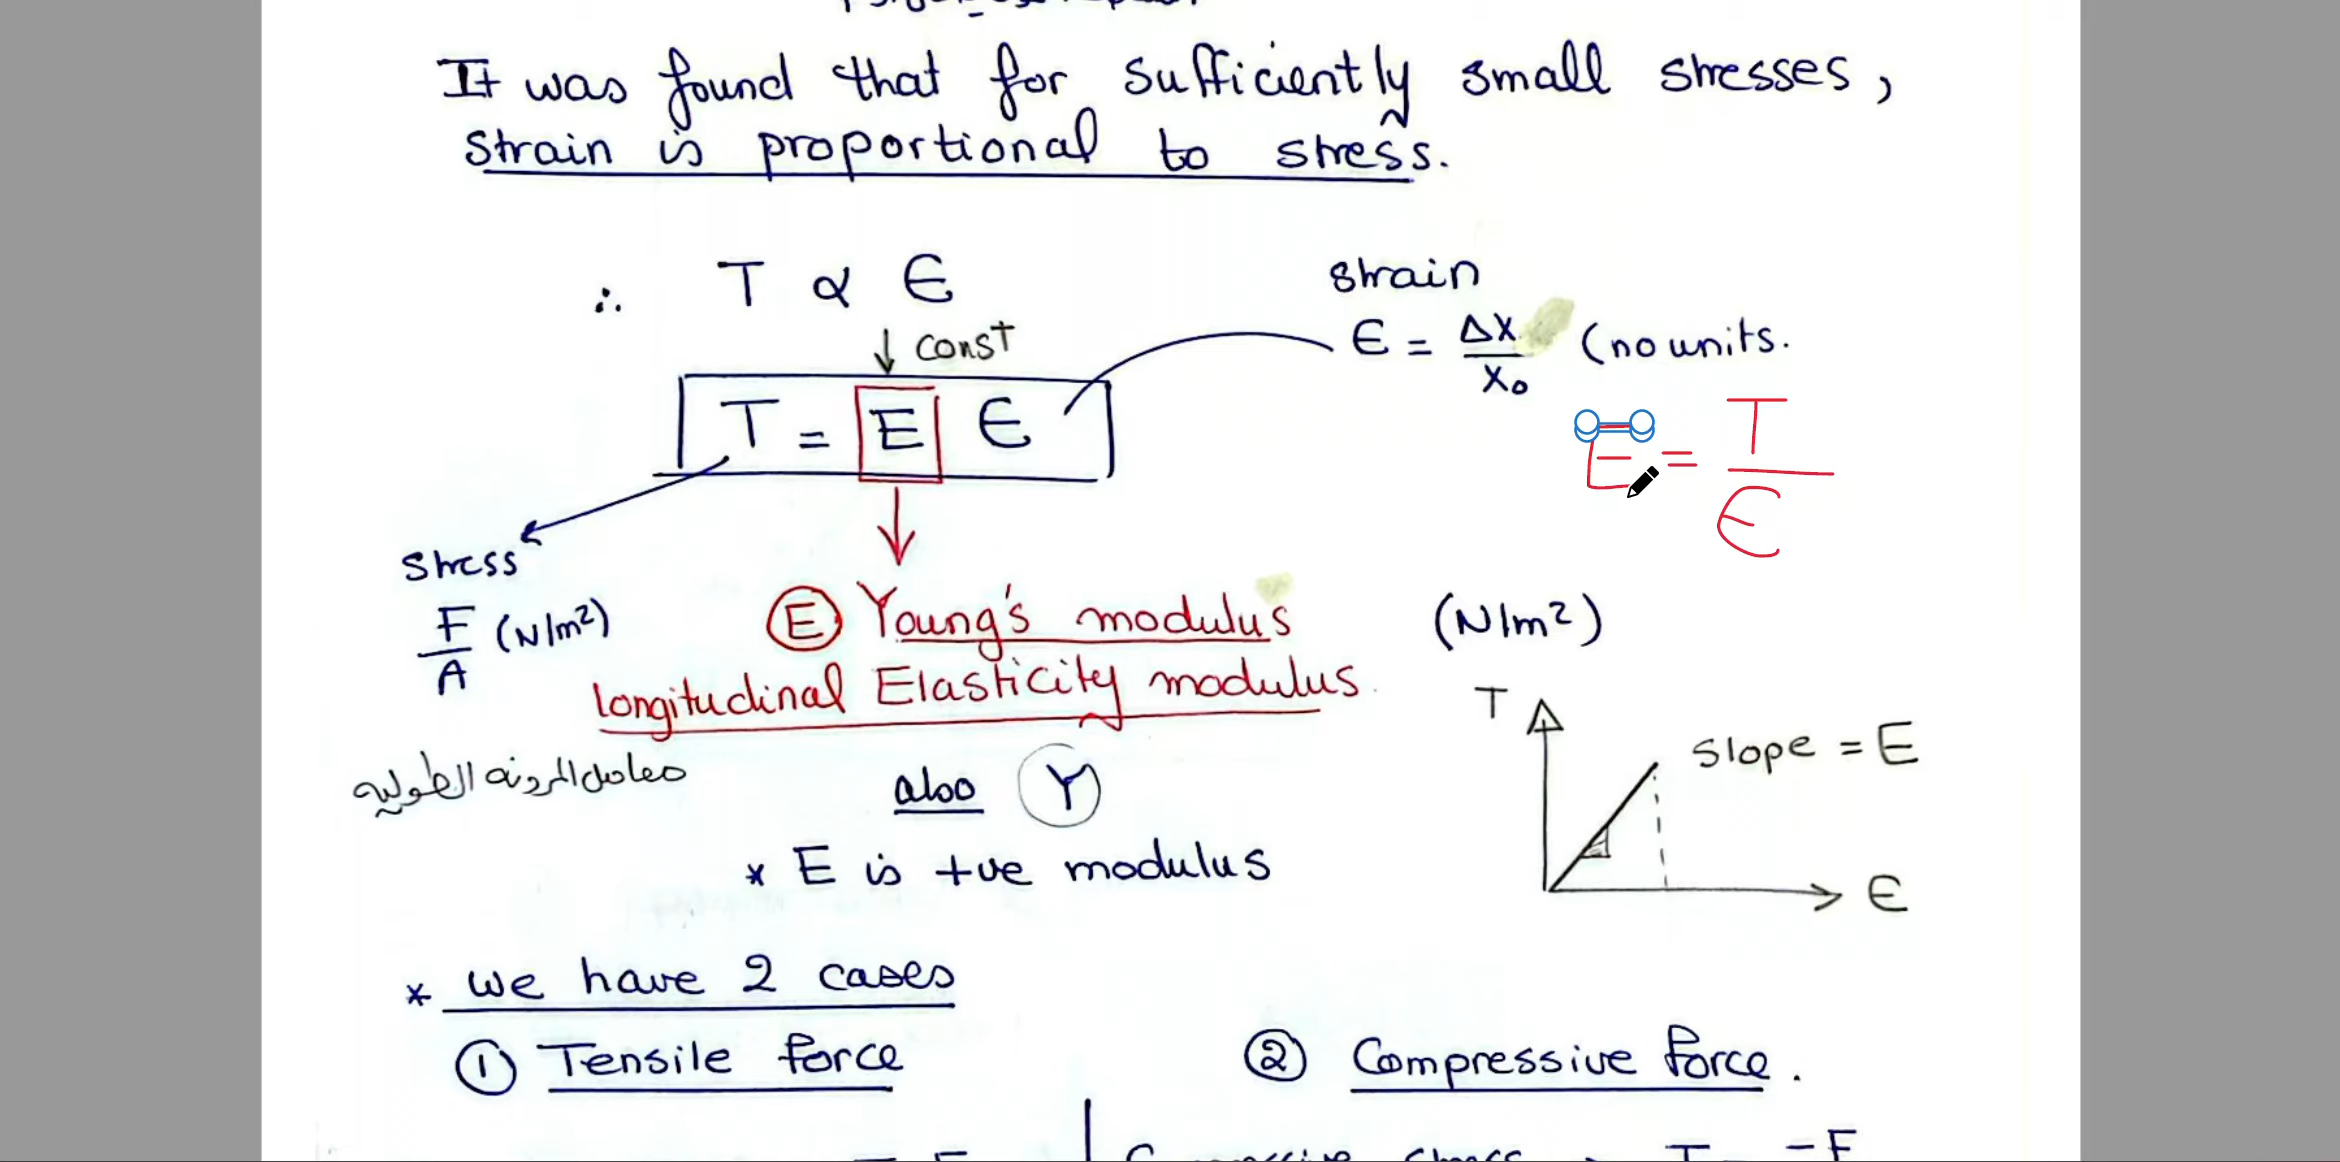 It was found that for sufficiently small stresses,
strain is proportional to stress.
∴ T ∝ ϵ
↓ const
strain
ϵ = Δx / x₀ (no units.
T = E ϵ
E = T / ϵ
stress
F / A (N/m²)
(E) Young's modulus (N/m²)
longitudinal Elasticity modulus.
معامل المرونه الطوليه
also (Y)
T
slope = E
ϵ
* E is +ve modulus
* we have 2 cases
① Tensile force
② Compressive force.